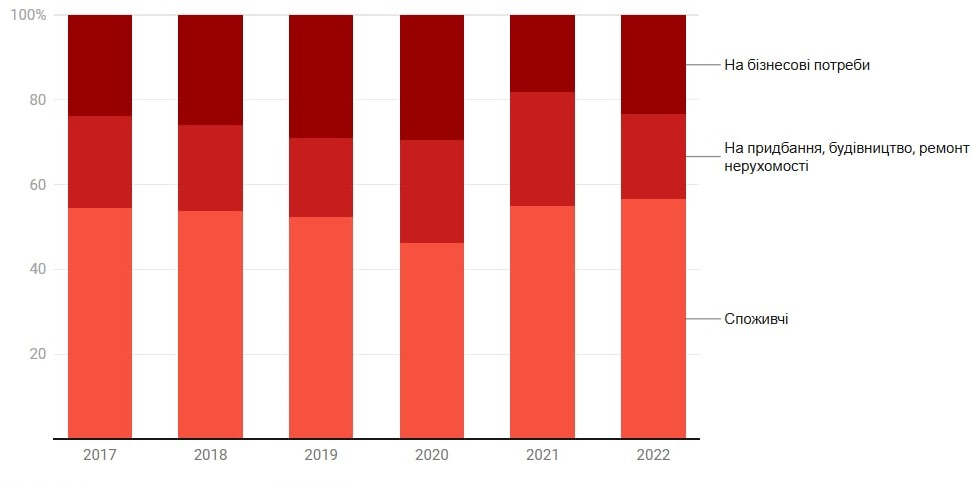 100%
80
60
40
20
На бізнесові потреби
На придбання, будівництво, ремонт
нерухомості
Споживчі
2017 2018 2019 2020 2021 2022